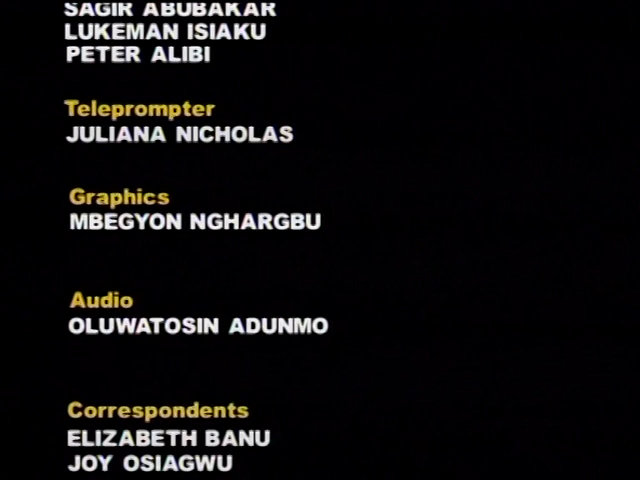 SAGIR ABUBAKAR
LUKEMAN ISIAKU
PETER ALIBI
Teleprompter
JULIANA NICHOLAS
Graphics
MBEGYON NGHARGBU
Audio
OLUWATOSIN ADUNMO
Correspondents
ELIZABETH BANU
JOY OSIAGWU